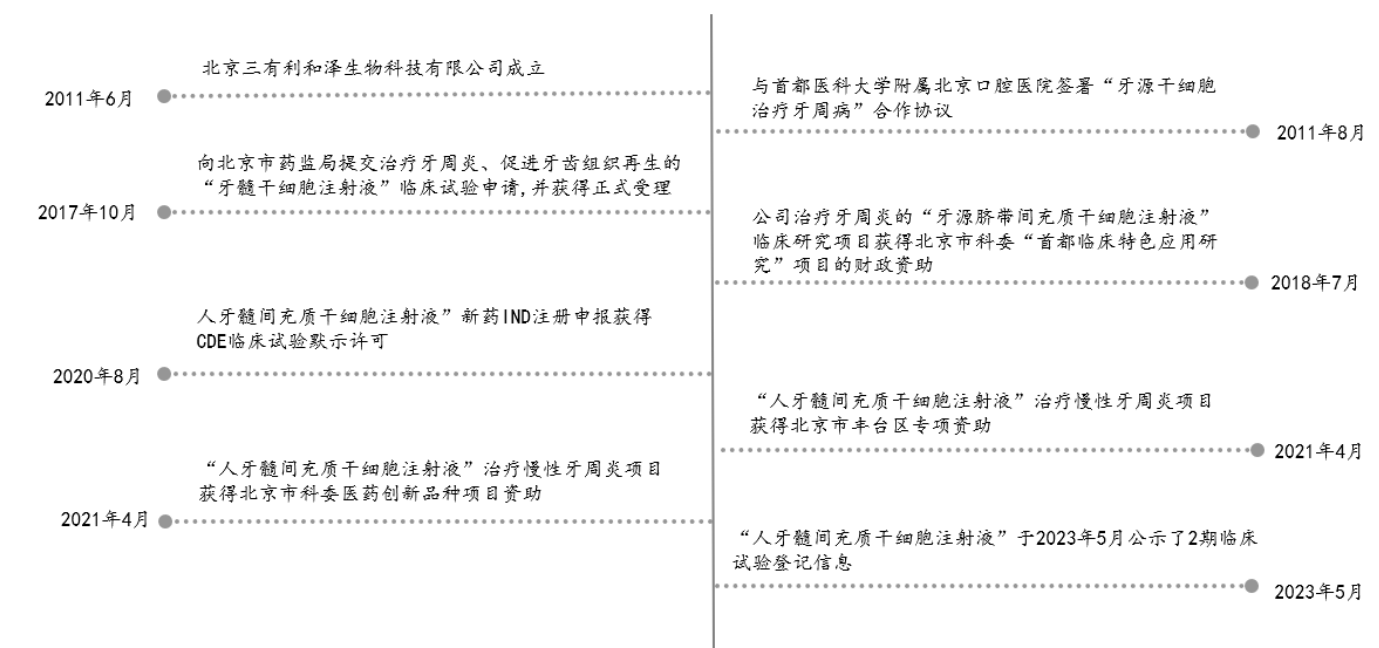 北京三有利和泽生物科技有限公司成立
2011年6月
与首都医科大学附属北京口腔医院签署“牙源干细胞
治疗牙周病”合作协议
2011年8月
向北京市药监局提交治疗牙周炎、促进牙齿组织再生的
“牙髓干细胞注射液”临床试验申请,并获得正式受理
2017年10月
公司治疗牙周炎的“牙源脐带间充质干细胞注射液”
临床研究项目获得北京市科委“首都临床特色应用研
究”项目的财政资助
2018年7月
人牙髓间充质干细胞注射液”新药IND注册申报获得
CDE临床试验默示许可
2020年8月
“人牙髓间充质干细胞注射液”治疗慢性牙周炎项目
获得北京市丰台区专项资助
2021年4月
“人牙髓间充质干细胞注射液”治疗慢性牙周炎项目
获得北京市科委医药创新品种项目资助
2021年4月
“人牙髓间充质干细胞注射液”于2023年5月公示了2期临床
试验登记信息
2023年5月